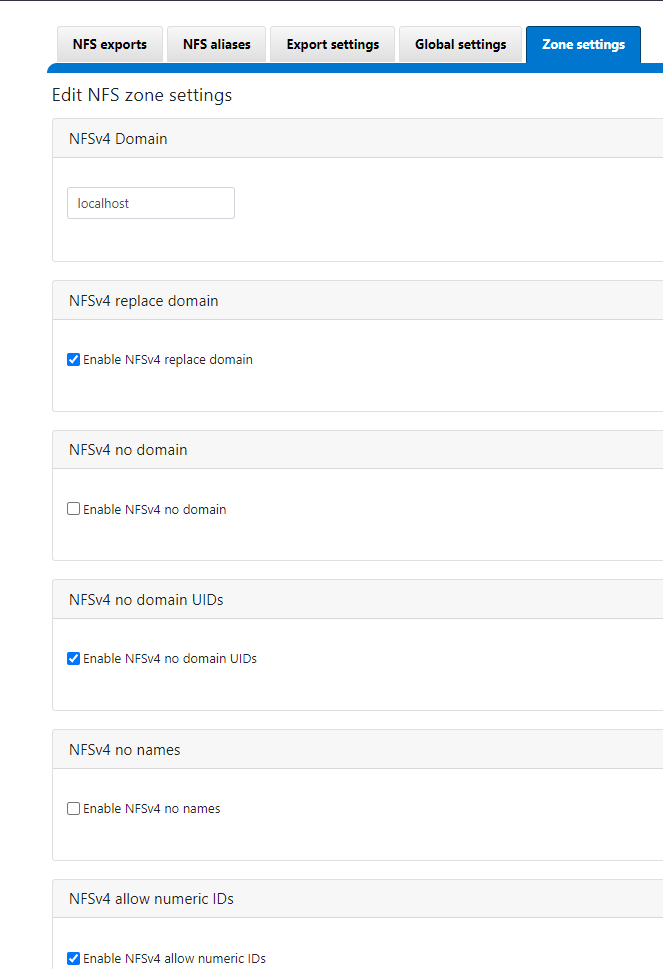 NFS exports NFS aliases Export settings Global settings Zone settings
Edit NFS zone settings
NFSv4 Domain
localhost
NFSv4 replace domain
Enable NFSv4 replace domain
NFSv4 no domain
Enable NFSv4 no domain
NFSv4 no domain UIDs
Enable NFSv4 no domain UIDs
NFSv4 no names
Enable NFSv4 no names
NFSv4 allow numeric IDs
Enable NFSv4 allow numeric IDs